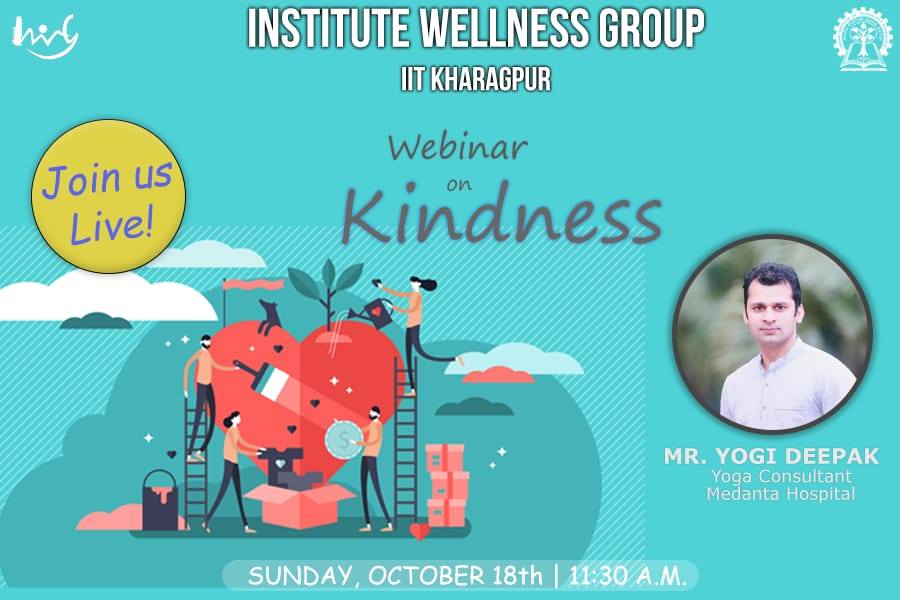 INSTITUTE WELLNESS GROUP
IIT KHARAGPUR
Join us
Live!
Webinar
on
Kindness
MR. YOGI DEEPAK
Yoga Consultant
Medanta Hospital
SUNDAY, OCTOBER 18th | 11:30 A.M.